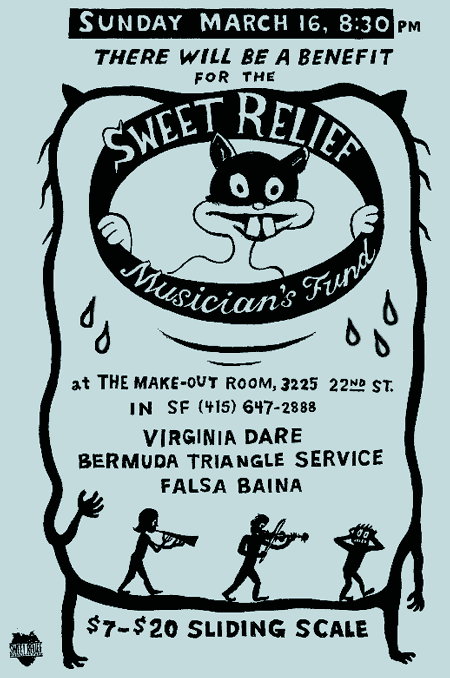 SUNDAY MARCH 16, 8:30 PM
THERE WILL BE A BENEFIT
FOR THE
SWEET RELIEF
Musician's Fund
at THE MAKE-OUT ROOM, 3225 22ND ST.
IN SF (415) 647-2888
VIRGINIA DARE
BERMUDA TRIANGLE SERVICE
FALSA BAINA
$7-$20 SLIDING SCALE
SWEET RELIEF